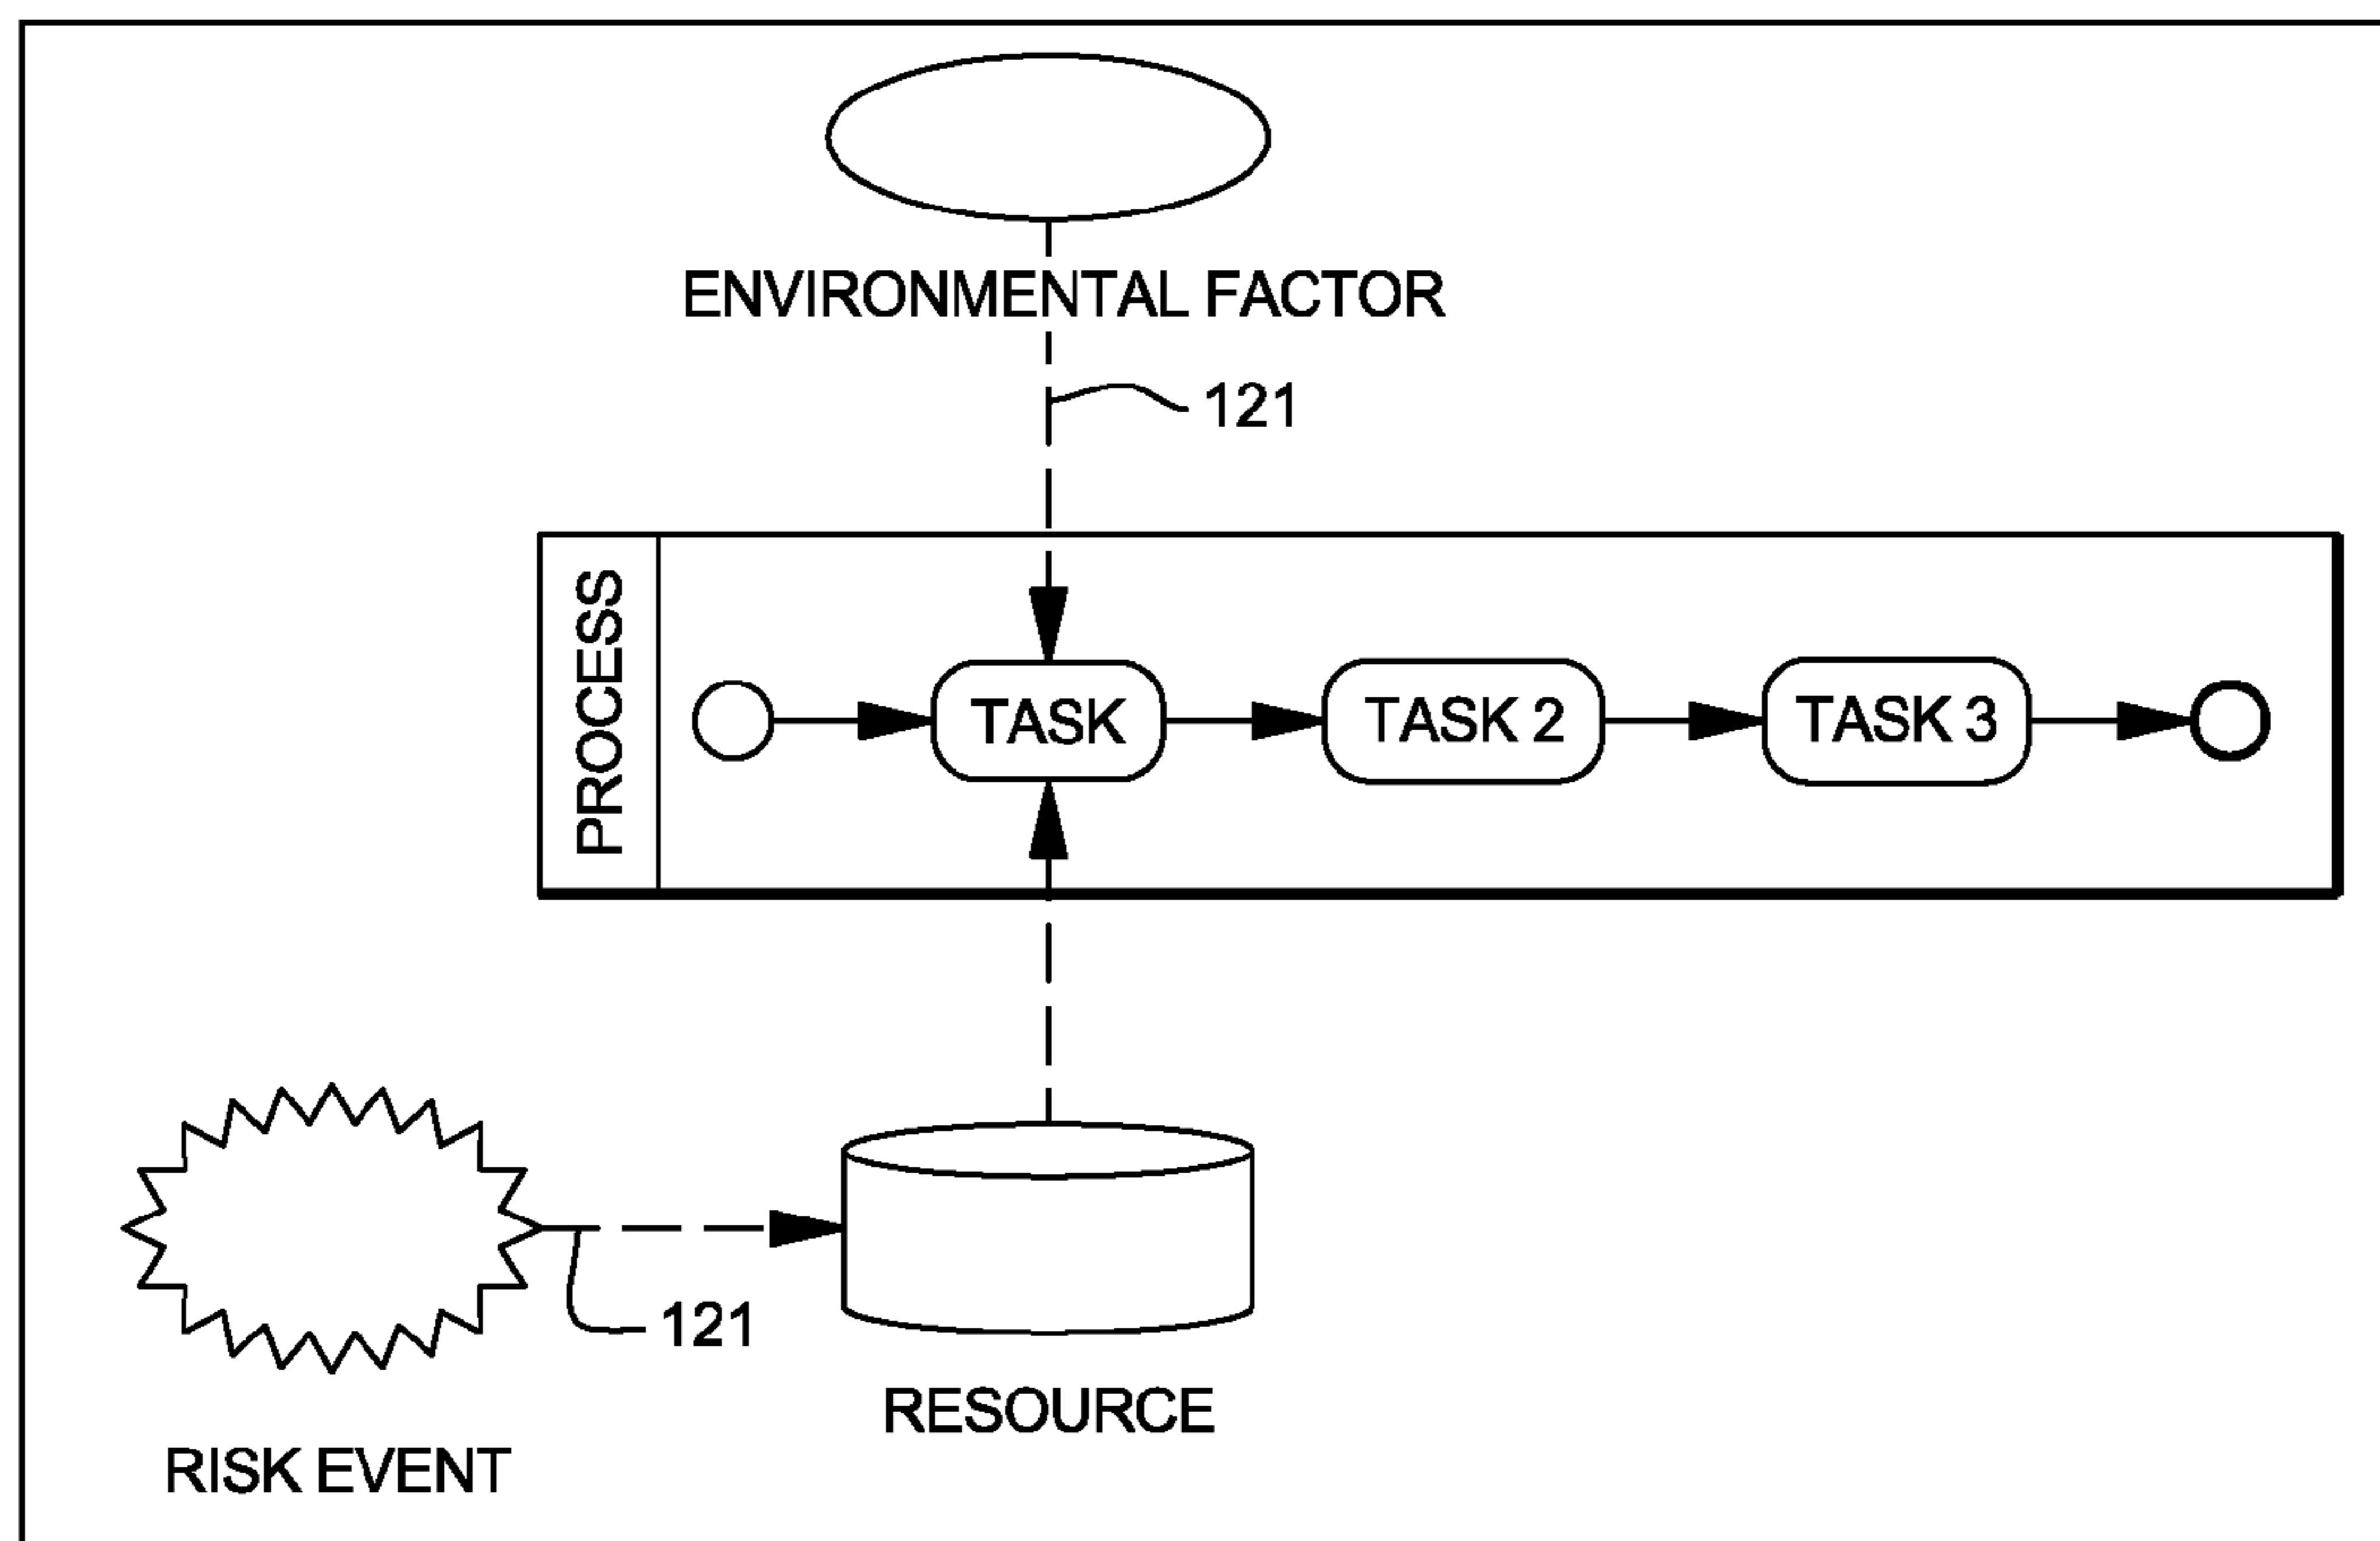 ENVIRONMENTAL FACTOR
121
PROCESS
TASK
TASK 2
TASK 3
121
RESOURCE
RISK EVENT